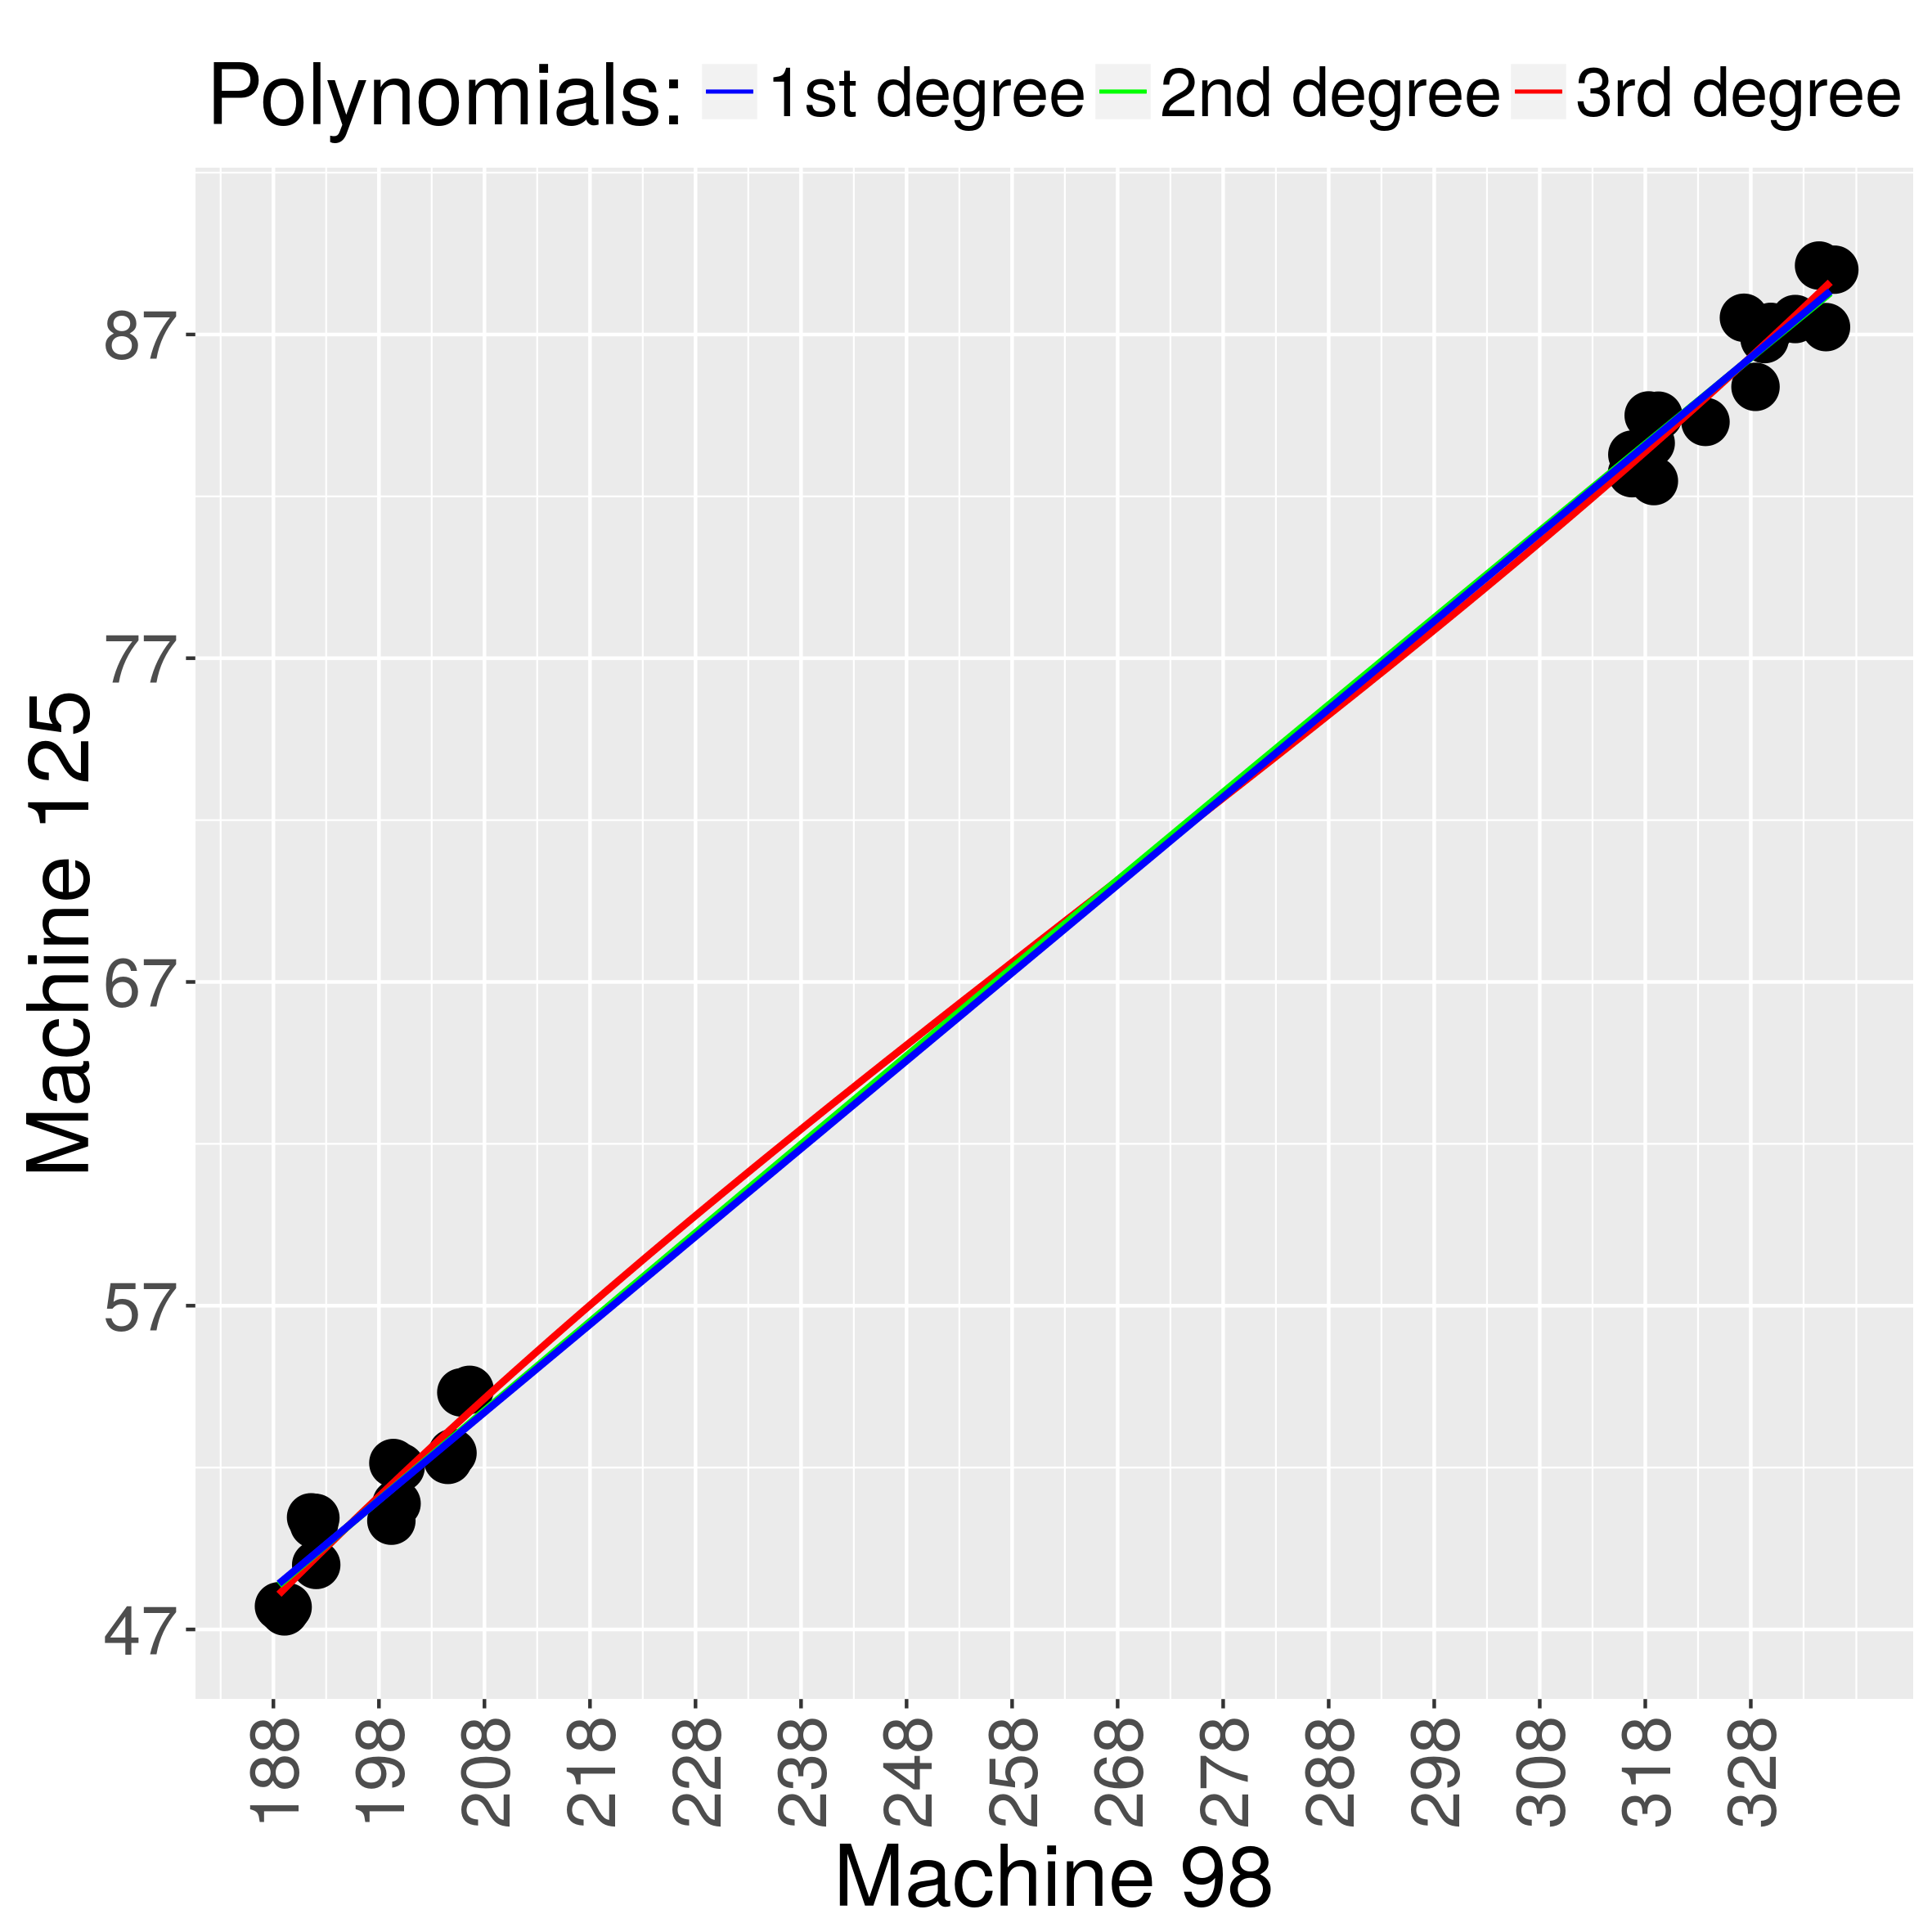 Polynomials: 1st degree 2nd degree 3rd degree
Machine 125
87
77
67
57
47
188 198 208 218 228 238 248 258 268 278 288 298 308 318 328
Machine 98